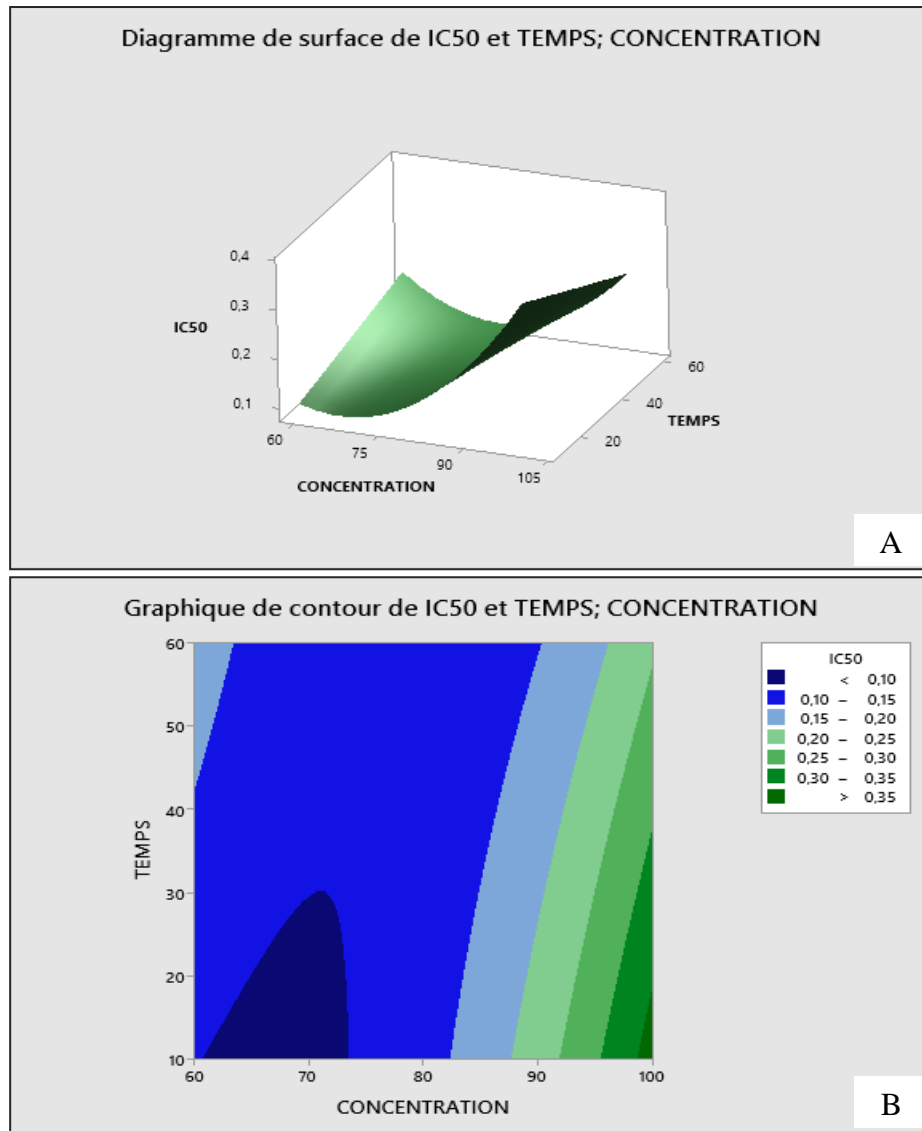 Diagramme de surface de IC50 et TEMPS; CONCENTRATION
0,4
0,3
IC50
0,2
0,1
60
75
90
105
CONCENTRATION
20
40
60
TEMPS
A
Graphique de contour de IC50 et TEMPS; CONCENTRATION
60
50
40
30
20
10
TEMPS
60 70 80 90 100
CONCENTRATION
IC50
< 0,10
0,10 – 0,15
0,15 – 0,20
0,20 – 0,25
0,25 – 0,30
0,30 – 0,35
> 0,35
B